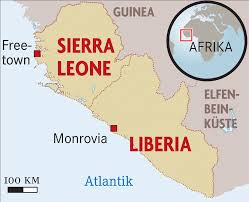 GUINEA
Free-
town
SIERRA
LEONE
AFRIKA
ELFEN-
BEIN-
KÜSTE
Monrovia
LIBERIA
Atlantik
100 KM